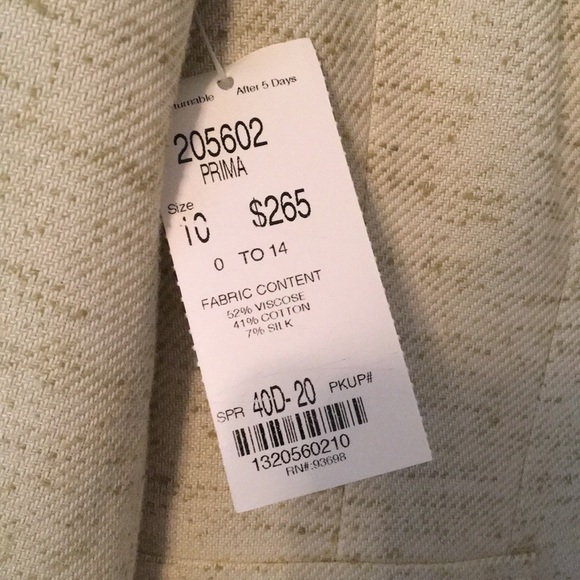 After 5 Days
205602
PRIMA
Size
10 $265
0 TO 14
FABRIC CONTENT
52% VISCOSE
41% COTTON
7% SILK
SPR 40D-20 PKUP#
1320560210
RN#:93698